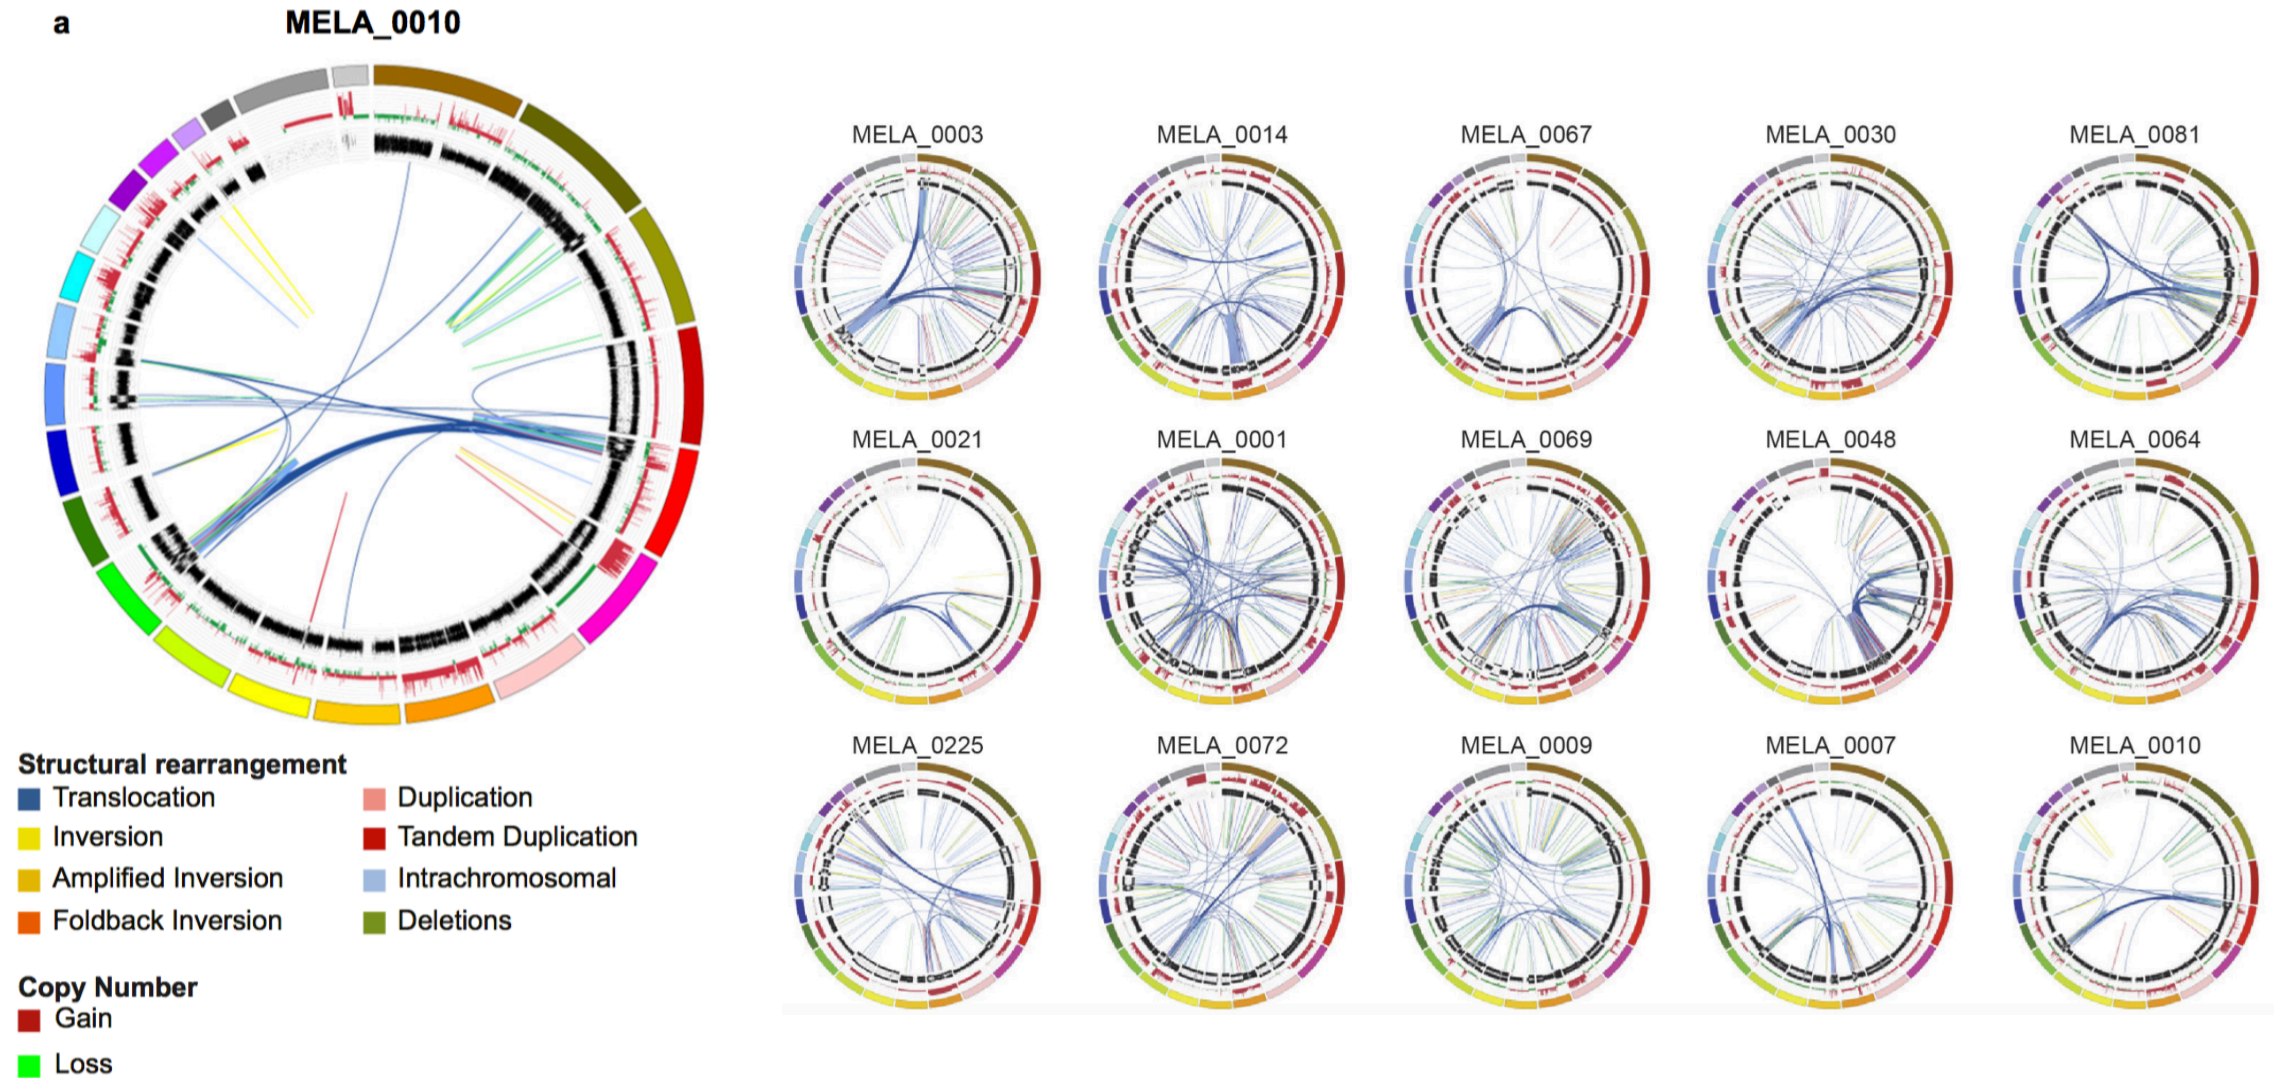 a
MELA_0010
MELA_0003 MELA_0014 MELA_0067 MELA_0030 MELA_0081
MELA_0021 MELA_0001 MELA_0069 MELA_0048 MELA_0064
MELA_0225 MELA_0072 MELA_0009 MELA_0007 MELA_0010
Structural rearrangement
Translocation Duplication
Inversion Tandem Duplication
Amplified Inversion Intrachromosomal
Foldback Inversion Deletions
Copy Number
Gain
Loss